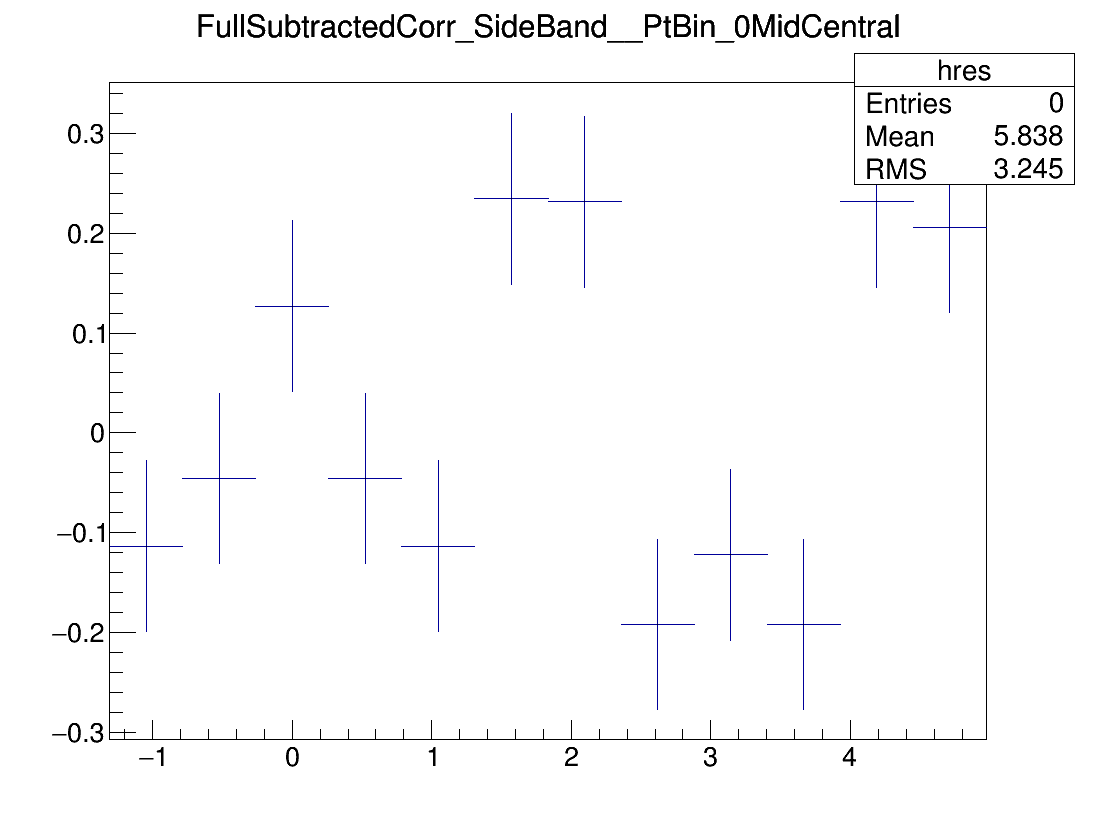 FullSubtractedCorr_SideBand__PtBin_0MidCentral
hres
Entries 0
Mean 5.838
RMS 3.245
0.3
0.2
0.1
0
−0.1
−0.2
−0.3
−1 0 1 2 3 4